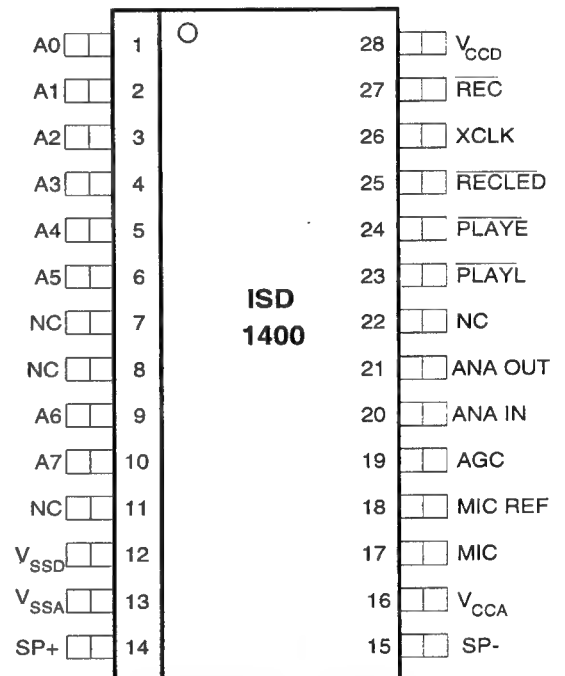 A0 1 28 VCCD
A1 2 27 REC
A2 3 26 XCLK
A3 4 25 RECLED
A4 5 24 PLAYE
A5 6 23 PLAYL
ISD
1400
NC 7 22 NC
NC 8 21 ANA OUT
A6 9 20 ANA IN
A7 10 19 AGC
NC 11 18 MIC REF
VSSD 12 17 MIC
VSSA 13 16 VCCA
SP+ 14 15 SP-